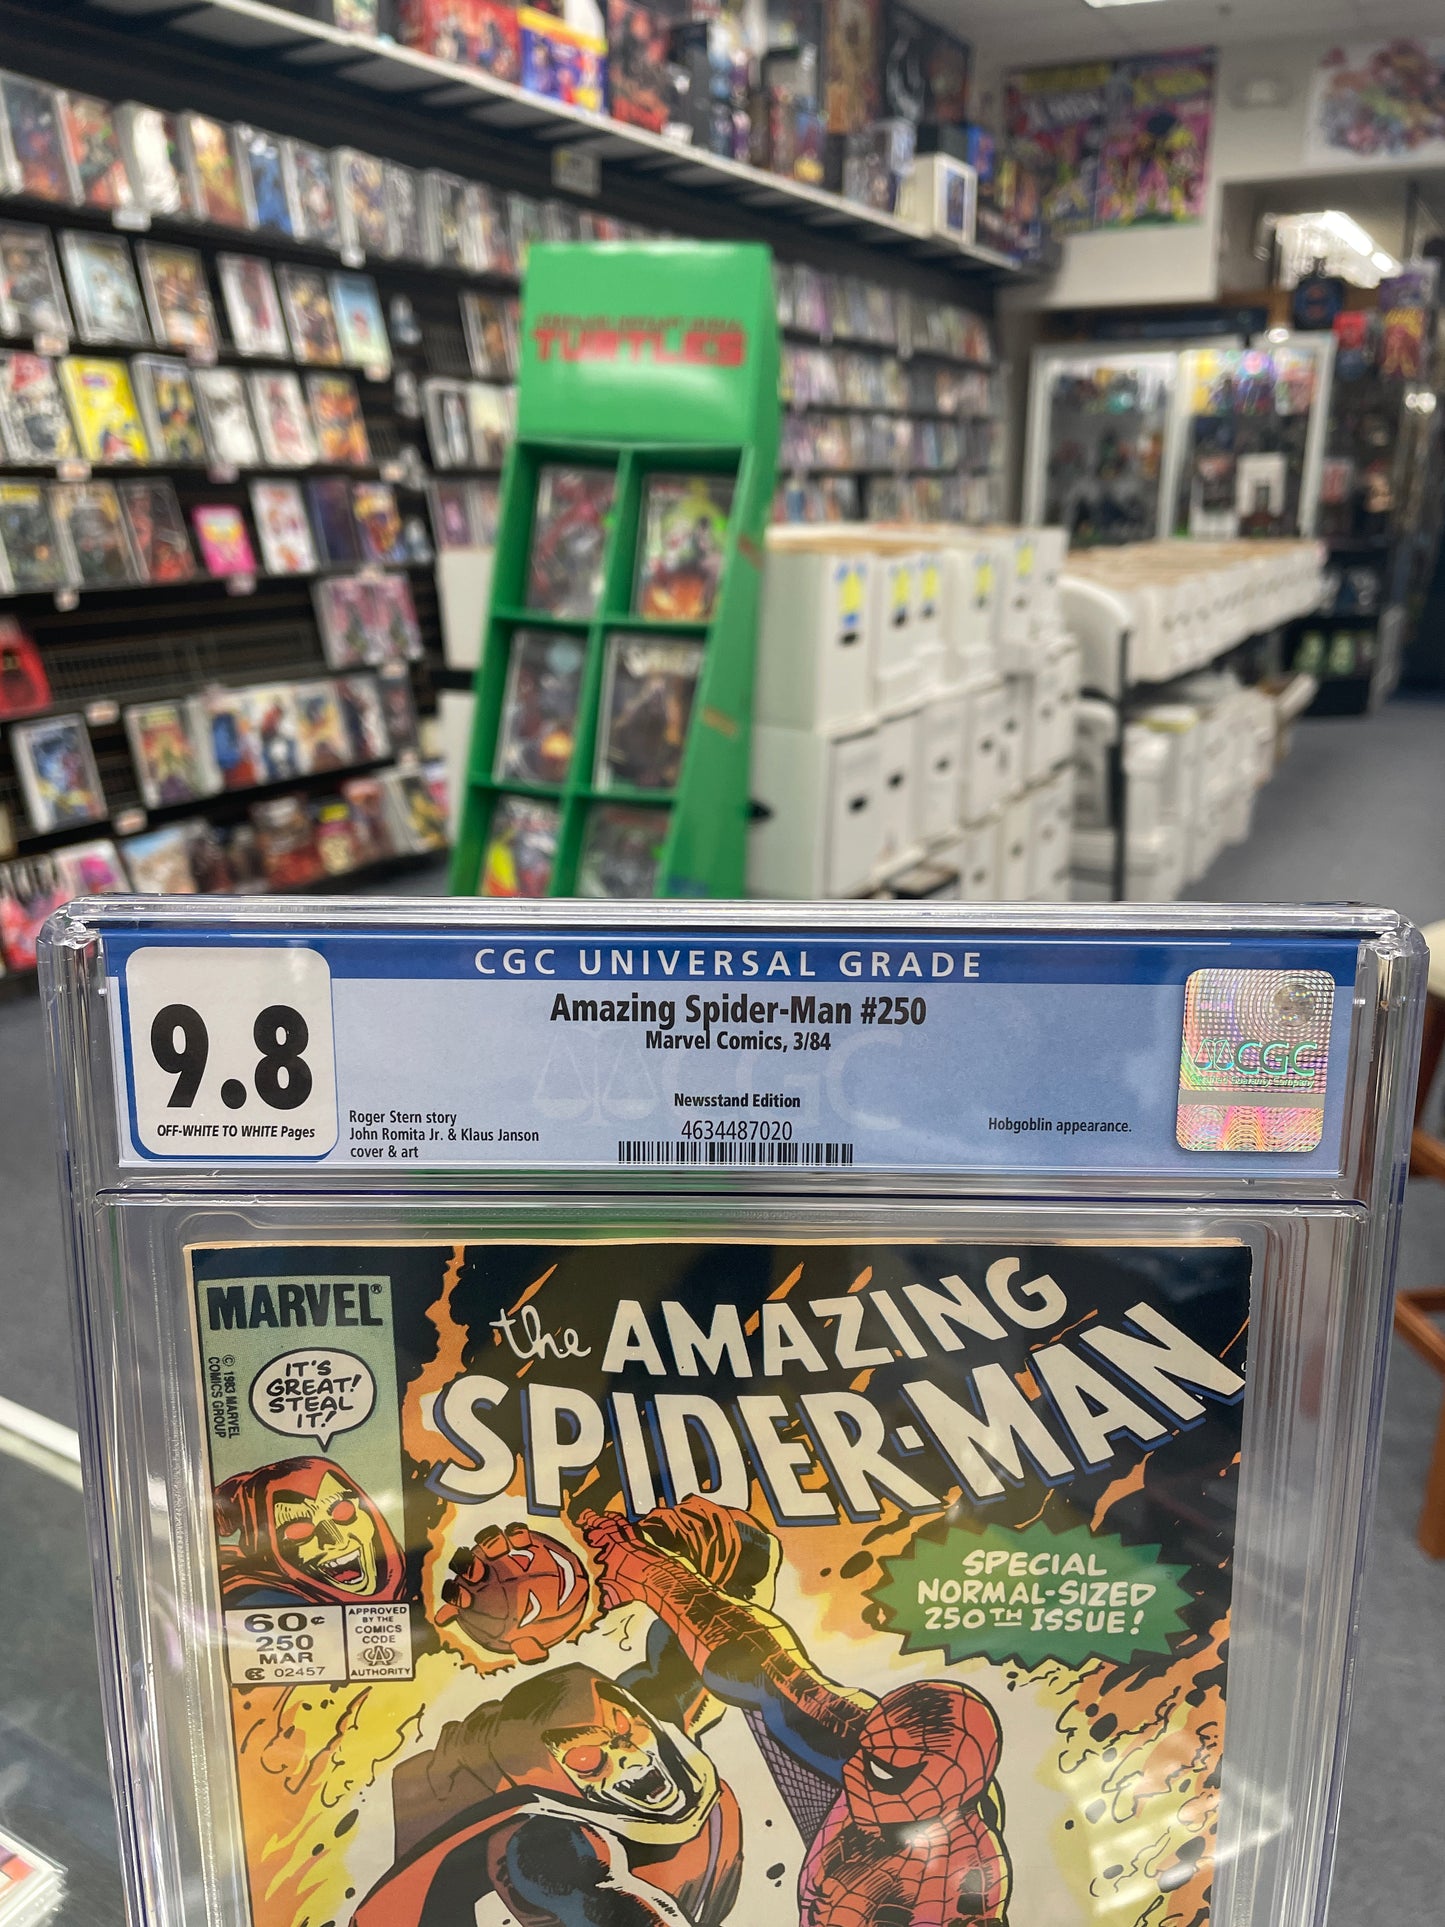 TURTLES
CGC UNIVERSAL GRADE
9.8
OFF-WHITE TO WHITE Pages
Amazing Spider-Man #250
Marvel Comics, 3/84
Newsstand Edition
4634487020
Roger Stern story
John Romita Jr. & Klaus Janson
cover & art
Hobgoblin appearance.
CGC
MARVEL®
© 1983 MARVEL
COMICS GROUP
IT'S
GREAT!
STEAL
IT!
the AMAZING
SPIDER-MAN
60¢
250
MAR
02457
APPROVED
BY THE
COMICS
CODE
AUTHORITY
SPECIAL
NORMAL-SIZED
250TH ISSUE!